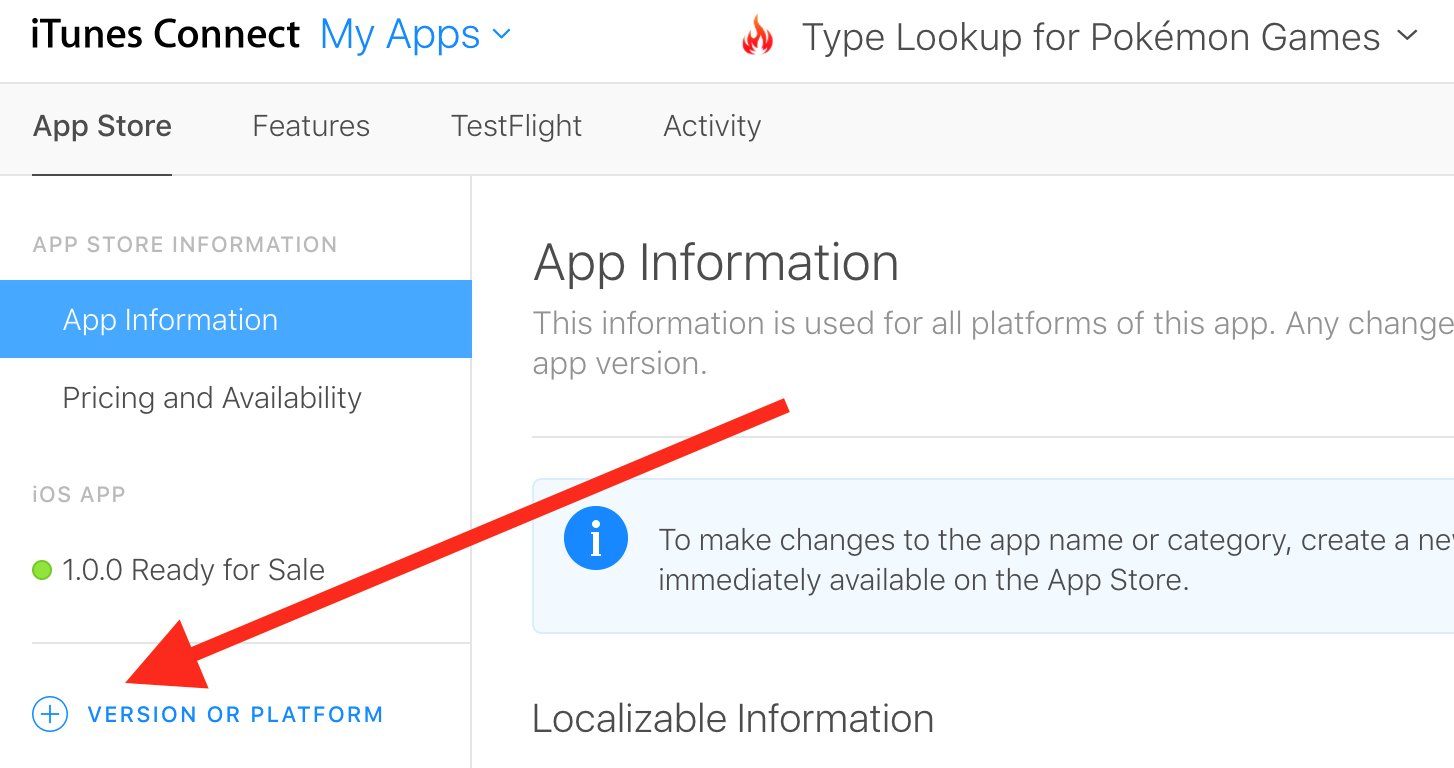 iTunes Connect My Apps
Type Lookup for Pokémon Games
App Store Features TestFlight Activity
APP STORE INFORMATION
App Information
Pricing and Availability
iOS APP
1.0.0 Ready for Sale
VERSION OR PLATFORM
App Information
This information is used for all platforms of this app. Any change
app version.
i
To make changes to the app name or category, create a ne
immediately available on the App Store.
Localizable Information